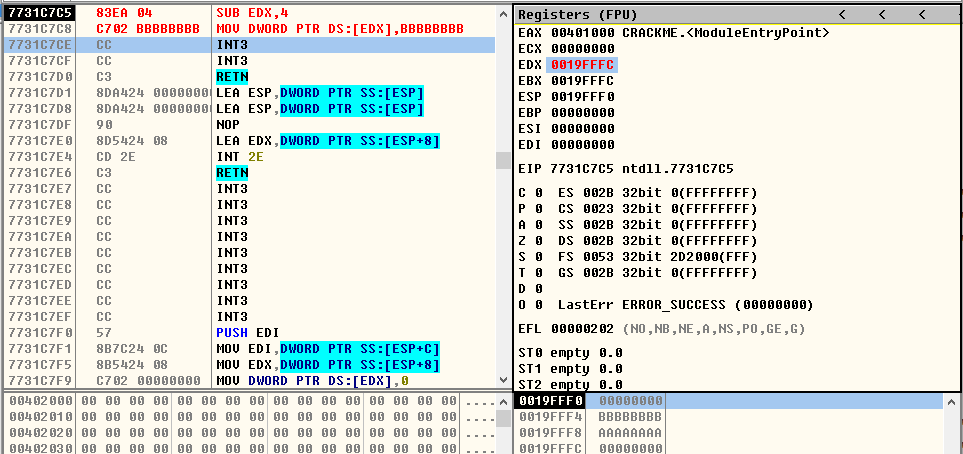 7731C7C5 83EA 04 SUB EDX,4
7731C7C8 C702 BBBBBBBB MOV DWORD PTR DS:[EDX],BBBBBBBB
7731C7CE CC INT3
7731C7CF CC INT3
7731C7D0 C3 RETN
7731C7D1 8DA424 00000000 LEA ESP,DWORD PTR SS:[ESP]
7731C7D8 8DA424 00000000 LEA ESP,DWORD PTR SS:[ESP]
7731C7DF 90 NOP
7731C7E0 8D5424 08 LEA EDX,DWORD PTR SS:[ESP+8]
7731C7E4 CD 2E INT 2E
7731C7E6 C3 RETN
7731C7E7 CC INT3
7731C7E8 CC INT3
7731C7E9 CC INT3
7731C7EA CC INT3
7731C7EB CC INT3
7731C7EC CC INT3
7731C7ED CC INT3
7731C7EE CC INT3
7731C7EF CC INT3
7731C7F0 57 PUSH EDI
7731C7F1 8B7C24 0C MOV EDI,DWORD PTR SS:[ESP+C]
7731C7F5 8B5424 08 MOV EDX,DWORD PTR SS:[ESP+8]
7731C7F9 C702 00000000 MOV DWORD PTR DS:[EDX],0
Registers (FPU) < < <
EAX 00401000 CRACKME.<ModuleEntryPoint>
ECX 00000000
EDX 0019FFFC
EBX 0019FFFC
ESP 0019FFF0
EBP 00000000
ESI 00000000
EDI 00000000
EIP 7731C7C5 ntdll.7731C7C5
C 0 ES 002B 32bit 0(FFFFFFFF)
P 0 CS 0023 32bit 0(FFFFFFFF)
A 0 SS 002B 32bit 0(FFFFFFFF)
Z 0 DS 002B 32bit 0(FFFFFFFF)
S 0 FS 0053 32bit 2D2000(FFF)
T 0 GS 002B 32bit 0(FFFFFFFF)
D 0
O 0 LastErr ERROR_SUCCESS (00000000)
EFL 00000202 (NO,NB,NE,A,NS,PO,GE,G)
ST0 empty 0.0
ST1 empty 0.0
ST2 empty 0.0
00402000 00 00 00 00 00 00 00 00 00 00 00 00 00 00 00 00 ....
00402010 00 00 00 00 00 00 00 00 00 00 00 00 00 00 00 00 ....
00402020 00 00 00 00 00 00 00 00 00 00 00 00 00 00 00 00 ....
00402030 00 00 00 00 00 00 00 00 00 00 00 00 00 00 00 00 ....
0019FFF0 00000000
0019FFF4 BBBBBBBB
0019FFF8 AAAAAAAA
0019FFFC 00000000